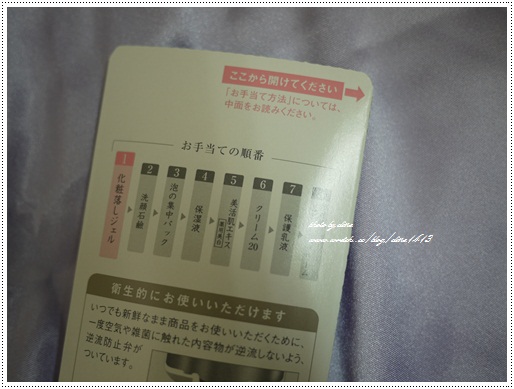 ここから開けてください
「お手当て方法」については、
中面をお読みください。
お手当ての順番
1
化粧落しジェル
2
洗顔石鹸
3
泡の集中パック
4
保湿液
5
美活肌エキス
6
クリーム20
7
保護乳液
photo by
衛生的にお使いいただけます
いつでも新鮮なまま商品をお使いいただくために、
一度空気や雑菌に触れた内容物が逆流しないよう、
逆流防止弁が
ついています。